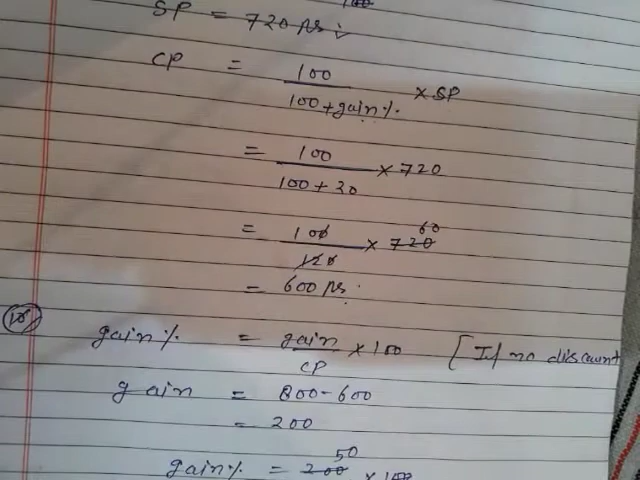 SP = 720 Rs
CP = 100 / 100 + gain% × SP
= 100 / 100 + 20 × 720
= 100 / 120 × 720 60
= 600 Rs.
gain% = gain / CP × 100 [If no discount
gain = 800 - 600
= 200
gain% = 200 50 × 100